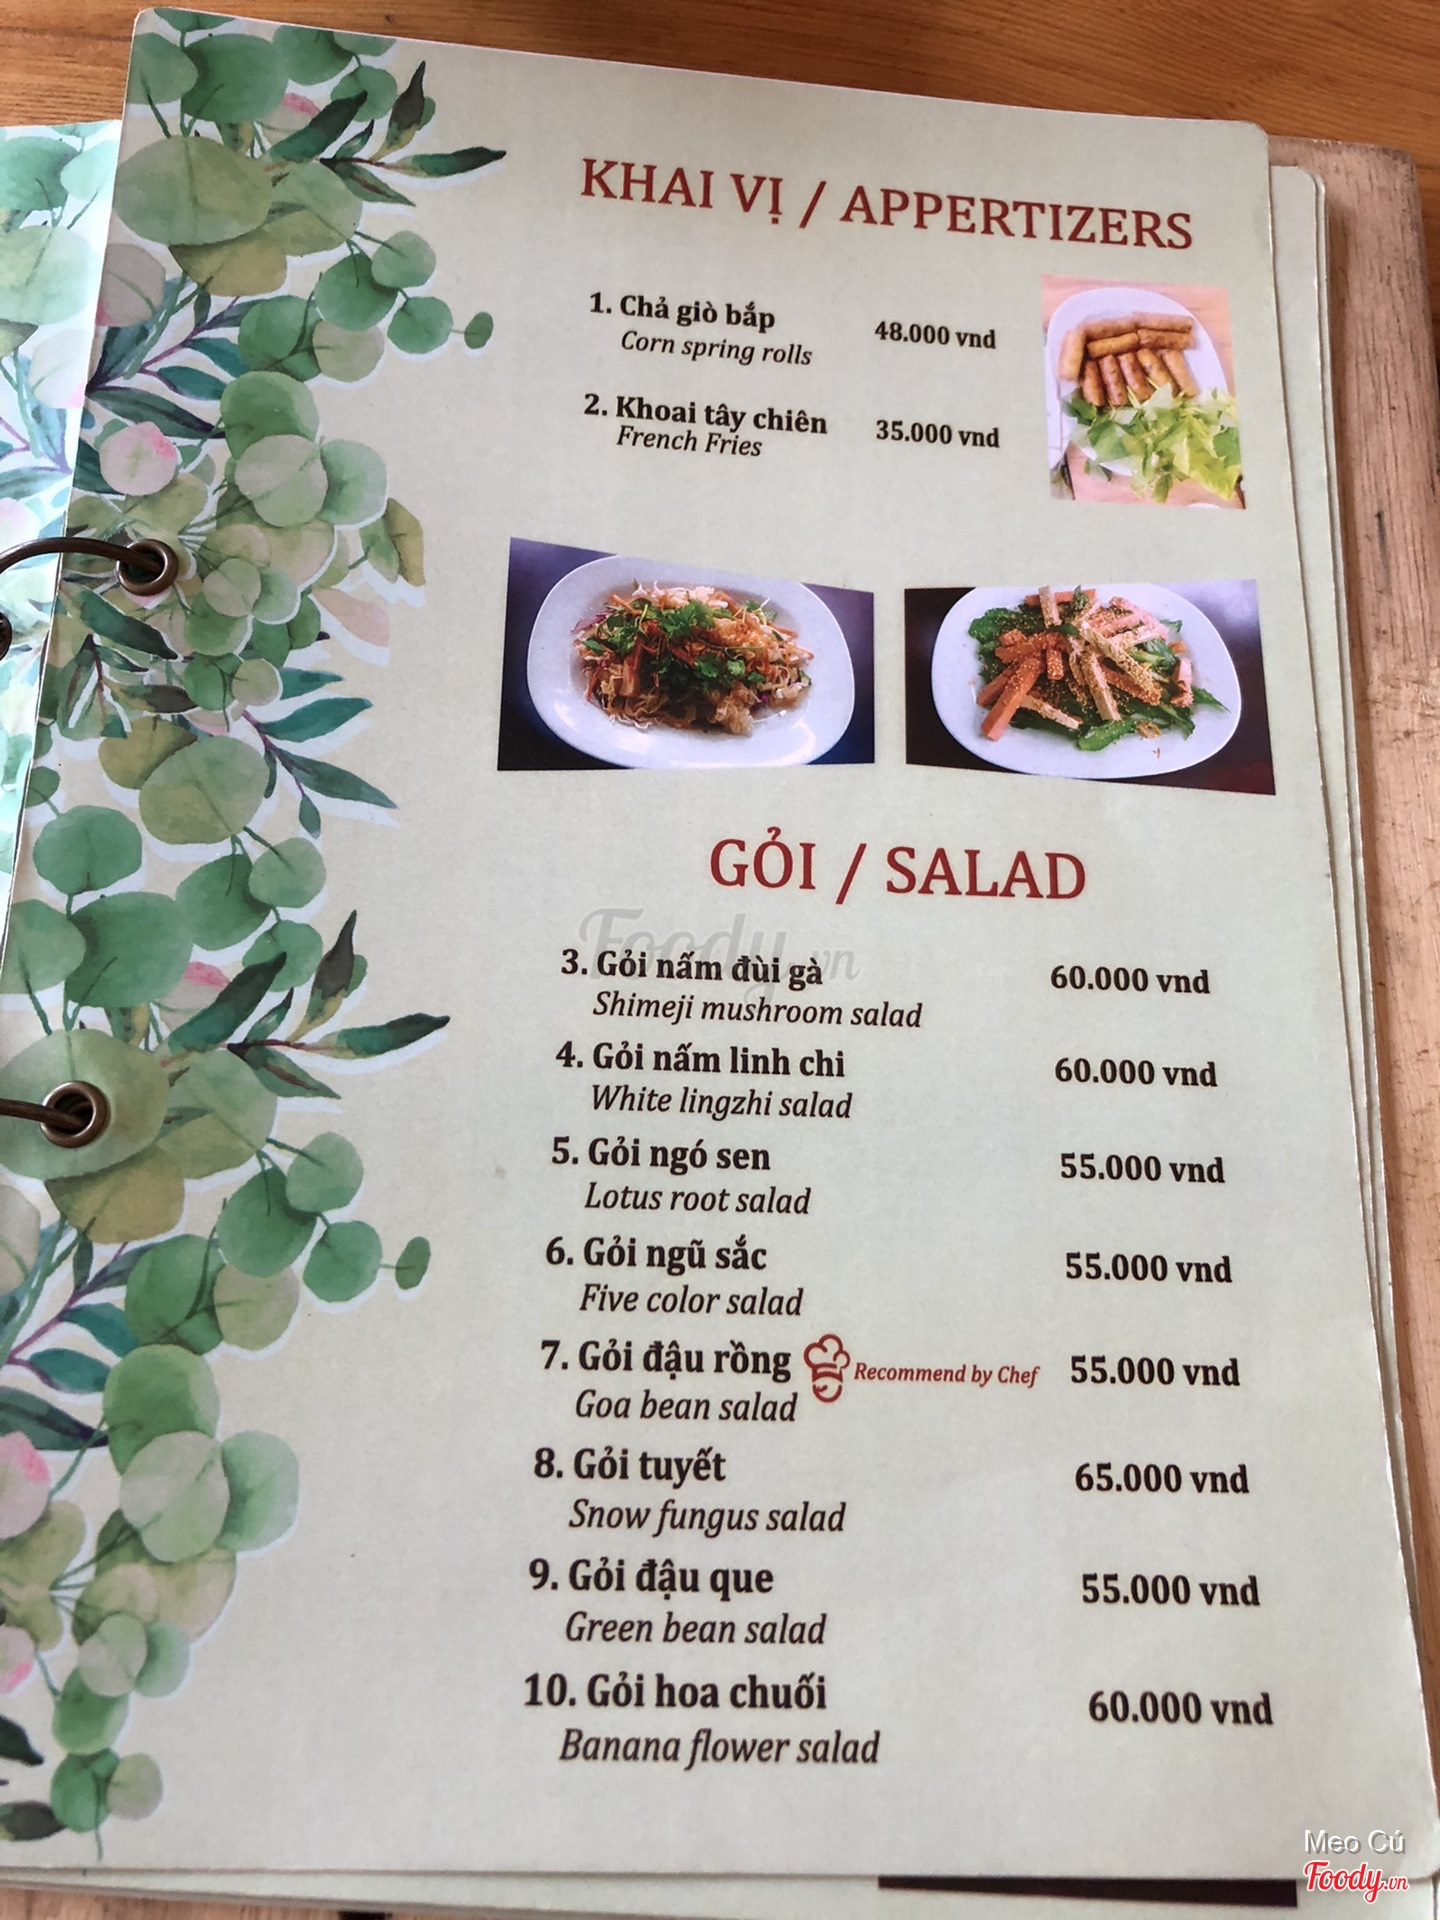 KHAI VỊ / APPERTIZERS
1. Chả giò bắp 48.000 vnd
Corn spring rolls
2. Khoai tây chiên 35.000 vnd
French Fries
GỎI / SALAD
Foody.vn
3. Gỏi nấm đùi gà 60.000 vnd
Shimeji mushroom salad
4. Gỏi nấm linh chi 60.000 vnd
White lingzhi salad
5. Gỏi ngó sen 55.000 vnd
Lotus root salad
6. Gỏi ngũ sắc 55.000 vnd
Five color salad
7. Gỏi đậu rồng Recommend by Chef 55.000 vnd
Goa bean salad
8. Gỏi tuyết 65.000 vnd
Snow fungus salad
9. Gỏi đậu que 55.000 vnd
Green bean salad
10. Gỏi hoa chuối 60.000 vnd
Banana flower salad
Meo Cú
Foody.vn